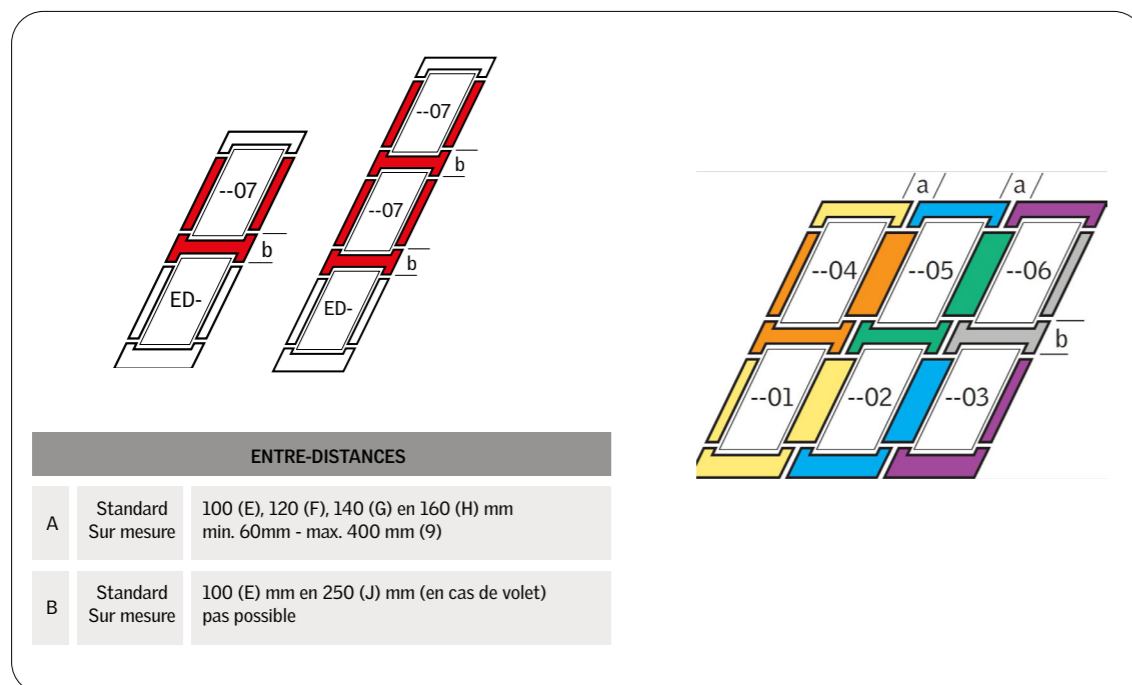 --07
b
ED-
--07
b
--07
b
ED-
a
a
--04
--05
--06
b
--01
--02
--03
ENTRE-DISTANCES
A
Standard
100 (E), 120 (F), 140 (G) en 160 (H) mm
Sur mesure
min. 60mm - max. 400 mm (9)
B
Standard
100 (E) mm en 250 (J) mm (en cas de volet)
Sur mesure
pas possible